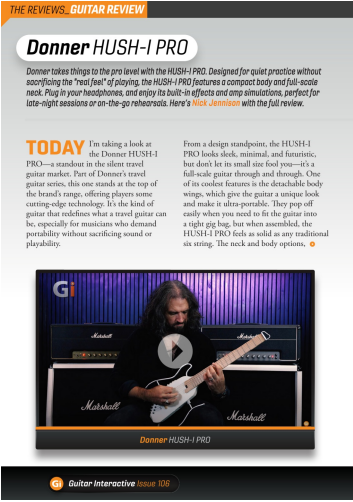 THE REVIEWS_GUITAR REVIEW
Donner HUSH-I PRO
Donner takes things to the pro level with the HUSH-I PRO. Designed for quiet practice without
sacrificing the "real feel" of playing, the HUSH-I PRO features a compact body and full-scale
neck. Plug in your headphones, and enjoy its built-in effects and amp simulations, perfect for
late-night sessions or on-the-go rehearsals. Here's Nick Jennison with the full review.
TODAY I'm taking a look at
the Donner HUSH-I
PRO—a standout in the silent travel
guitar market. Part of Donner's travel
guitar series, this one stands at the top of
the brand's range, offering players some
cutting-edge technology. It's the kind of
guitar that redefines what a travel guitar can
be, especially for musicians who demand
portability without sacrificing sound or
playability.
From a design standpoint, the HUSH-I
PRO looks sleek, minimal, and futuristic,
but don't let its small size fool you—it's a
full-scale guitar through and through. One
of its coolest features is the detachable body
wings, which give the guitar a unique look
and make it ultra-portable. They pop off
easily when you need to fit the guitar into
a tight gig bag, but when assembled, the
HUSH-I PRO feels as solid as any traditional
six string. The neck and body options,
Gi
Marshall
Marshall
Marshall
Marshall
Donner HUSH-I PRO
Gi Guitar Interactive Issue 106